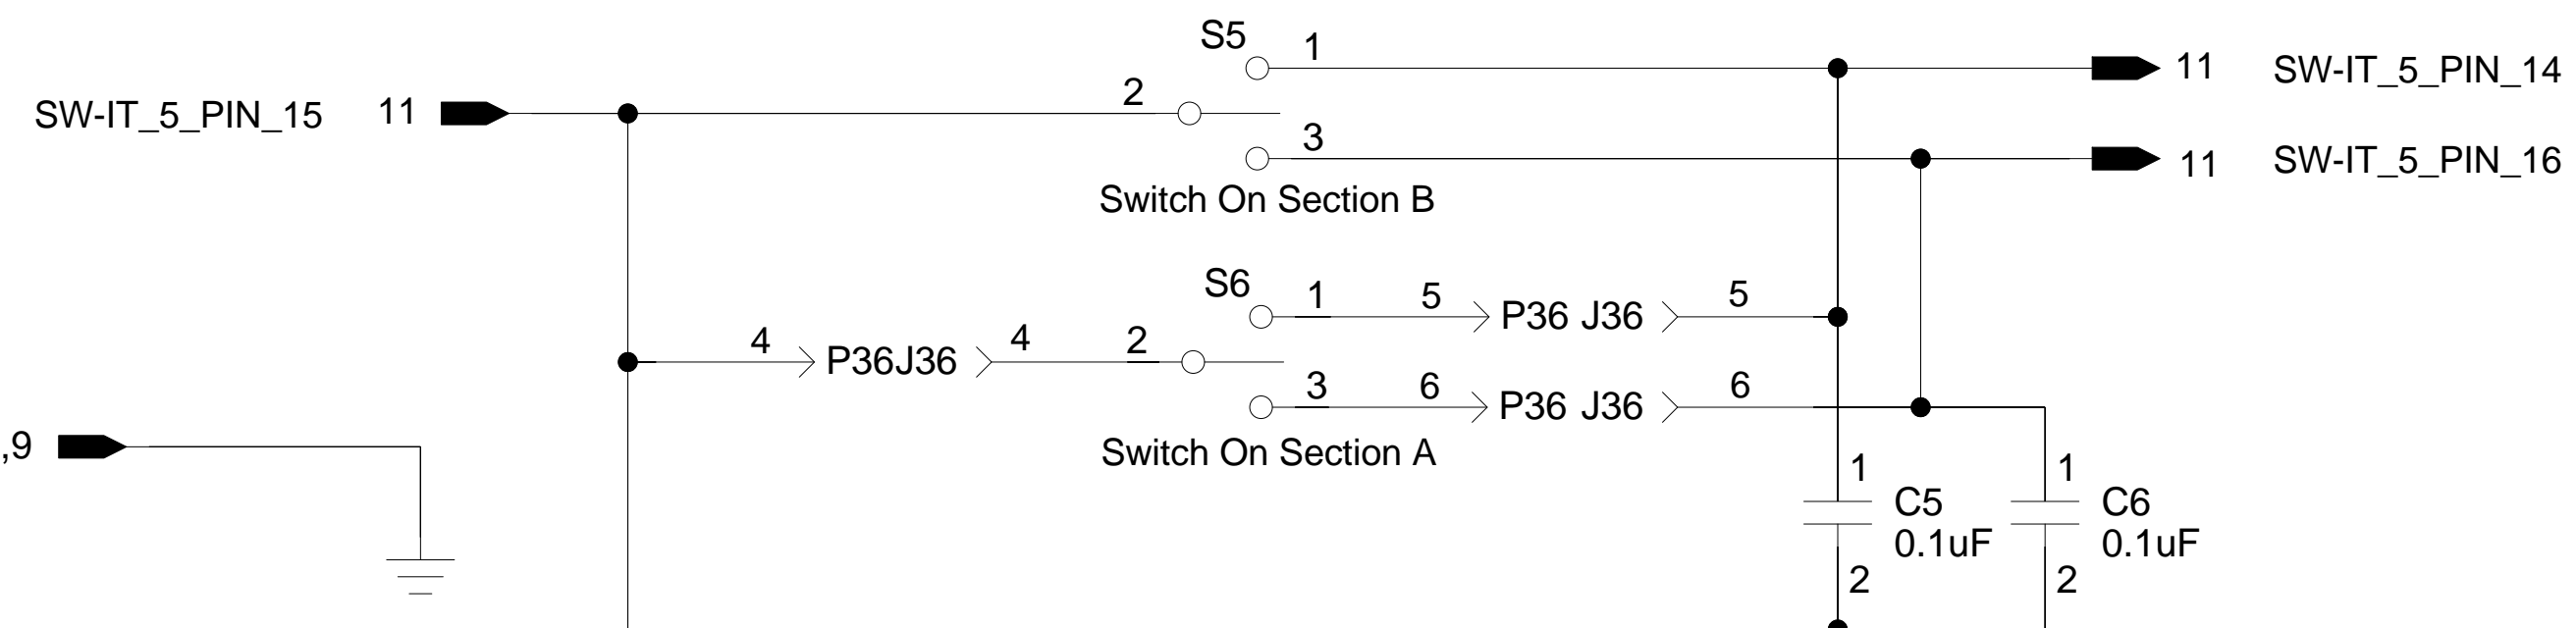 S5 1
11 SW-IT_5_PIN_14
SW-IT_5_PIN_15 11 2
3
11 SW-IT_5_PIN_16
Switch On Section B
S6 1 5 P36 J36 5
4 P36J36 4 2
3 6 P36 J36 6
Switch On Section A
,9
1 1
C5 C6
0.1uF 0.1uF
2 2